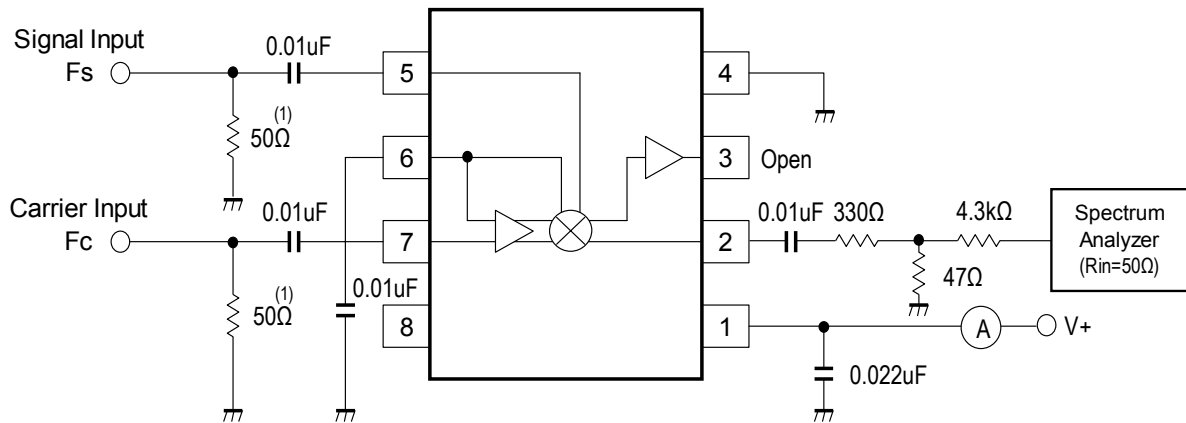 Signal Input
Fs
0.01uF
5
4
(1)
50Ω
6
3
Open
Carrier Input
Fc
0.01uF
7
2
0.01uF
330Ω
4.3kΩ
Spectrum
Analyzer
(Rin=50Ω)
47Ω
(1)
50Ω
0.01uF
8
1
A
V+
0.022uF